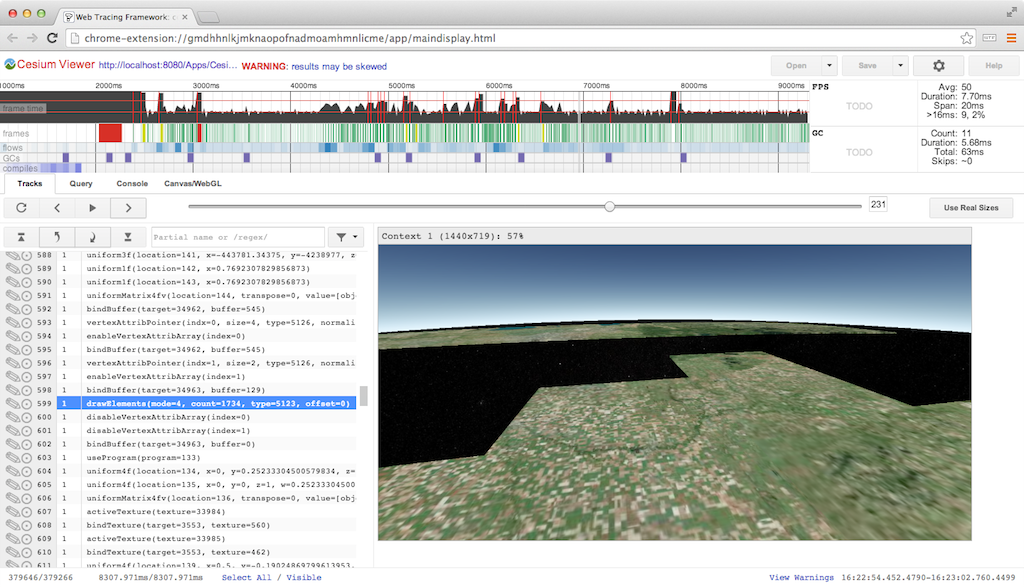 Web Tracing Framework: c
chrome-extension://gmdhhnlkjmknaopofnadmoamhmnlicme/app/maindisplay.html
Cesium Viewer http://localhost:8080/Apps/Cesi... WARNING: results may be skewed
Open Save Help
000ms 2000ms 3000ms 4000ms 5000ms 6000ms 7000ms 8000ms 9000ms
frame time
FPS
TODO
Avg: 50
Duration: 7.70ms
Span: 20ms
>16ms: 9, 2%
frames
flows
GCs
compiles
GC
TODO
Count: 11
Duration: 5.68ms
Total: 63ms
Skips: ~0
Tracks Query Console Canvas/WebGL
231
Use Real Sizes
Partial name or /regex/
Context 1 (1440x719): 57%
588 1 uniform3f(location=141, x=-443781.34375, y=-4238977, z=
589 1 uniform1f(location=142, x=0.7692307829856873)
590 1 uniform1f(location=143, x=0.7692307829856873)
591 1 uniformMatrix4fv(location=144, transpose=0, value=[obj
592 1 bindBuffer(target=34962, buffer=545)
593 1 vertexAttribPointer(indx=0, size=4, type=5126, normali
594 1 enableVertexAttribArray(index=0)
595 1 bindBuffer(target=34962, buffer=545)
596 1 vertexAttribPointer(indx=1, size=2, type=5126, normali
597 1 enableVertexAttribArray(index=1)
598 1 bindBuffer(target=34963, buffer=129)
599 1 drawElements(mode=4, count=1734, type=5123, offset=0)
600 1 disableVertexAttribArray(index=0)
601 1 disableVertexAttribArray(index=1)
602 1 bindBuffer(target=34963, buffer=0)
603 1 useProgram(program=133)
604 1 uniform4f(location=134, x=0, y=0.25233304500579834, z=
605 1 uniform4f(location=135, x=0, y=0, z=1, w=0.25233304500
606 1 uniformMatrix4fv(location=136, transpose=0, value=[obj
607 1 activeTexture(texture=33984)
608 1 bindTexture(target=3553, texture=560)
609 1 activeTexture(texture=33985)
610 1 bindTexture(target=3553, texture=462)
611 1 uniform4f(location=139, x=0.5, y=-0.19024869799613953,
379646/379266 8307.971ms/8307.971ms Select All / Visible
View Warnings 16:22:54.452.4790-16:23:02.760.4499